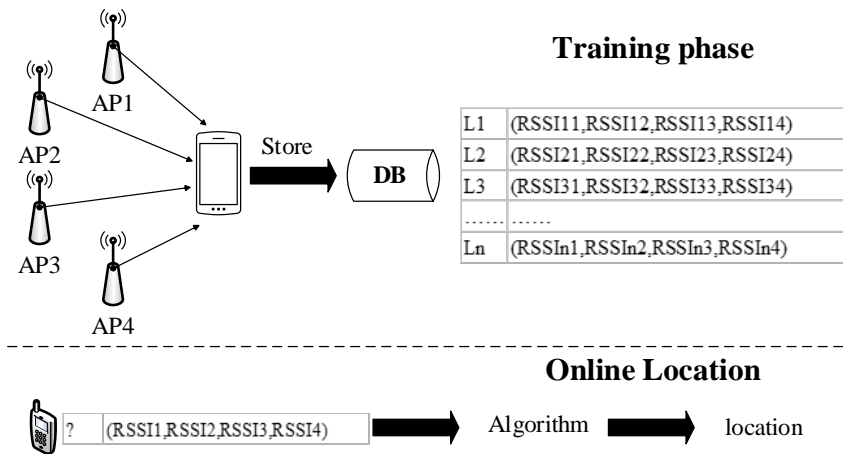 Training phase
AP1
AP2
AP3
AP4
Store
DB
L1 (RSSI11,RSSI12,RSSI13,RSSI14)
L2 (RSSI21,RSSI22,RSSI23,RSSI24)
L3 (RSSI31,RSSI32,RSSI33,RSSI34)
...... ......
Ln (RSSIn1,RSSIn2,RSSIn3,RSSIn4)
Online Location
? (RSSI1,RSSI2,RSSI3,RSSI4)
Algorithm
location